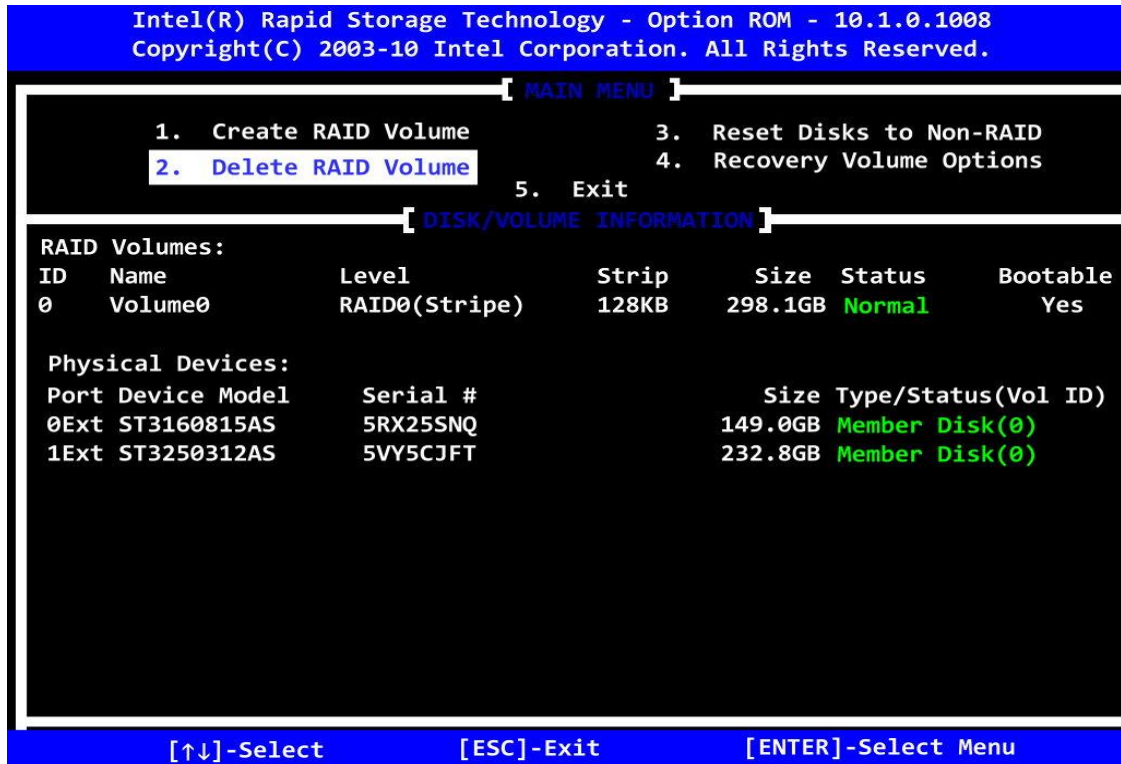 Intel(R) Rapid Storage Technology - Option ROM - 10.1.0.1008
Copyright(C) 2003-10 Intel Corporation. All Rights Reserved.
[ MAIN MENU ]
1. Create RAID Volume 3. Reset Disks to Non-RAID
2. Delete RAID Volume 4. Recovery Volume Options
5. Exit
[ DISK/VOLUME INFORMATION ]
RAID Volumes:
ID Name Level Strip Size Status Bootable
0 Volume0 RAID0(Stripe) 128KB 298.1GB Normal Yes
Physical Devices:
Port Device Model Serial # Size Type/Status(Vol ID)
0Ext ST3160815AS 5RX25SNQ 149.0GB Member Disk(0)
1Ext ST3250312AS 5VY5CJFT 232.8GB Member Disk(0)
[↑↓]-Select [ESC]-Exit [ENTER]-Select Menu